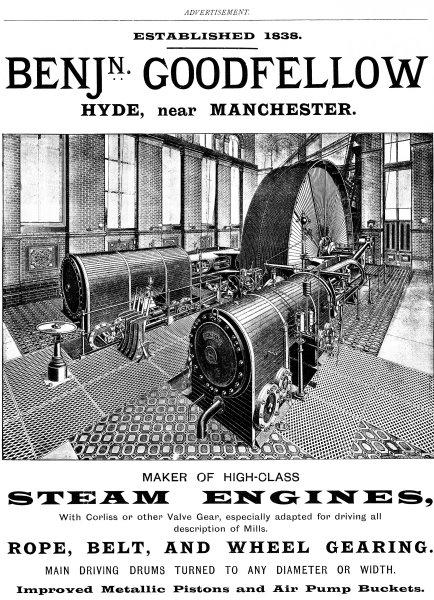 ADVERTISEMENT.
ESTABLISHED 1838.
BENJN. GOODFELLOW
HYDE, near MANCHESTER.
MAKER OF HIGH-CLASS
STEAM ENGINES,
With Corliss or other Valve Gear, especially adapted for driving all
description of Mills.
ROPE, BELT, AND WHEEL GEARING.
MAIN DRIVING DRUMS TURNED TO ANY DIAMETER OR WIDTH.
Improved Metallic Pistons and Air Pump Buckets.